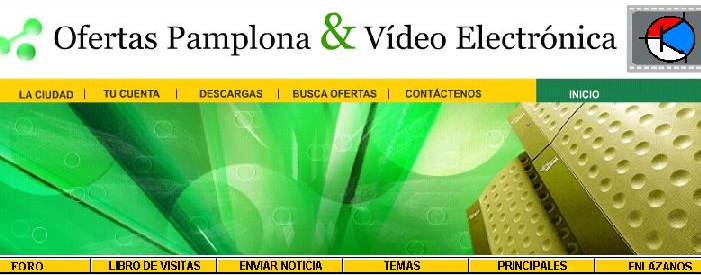 Ofertas Pamplona & Vídeo Electrónica
LA CIUDAD | TU CUENTA | DESCARGAS | BUSCA OFERTAS | CONTÁCTENOS INICIO
FORO LIBRO DE VISITAS ENVIAR NOTICIA TEMAS PRINCIPALES ENLÁZANOS